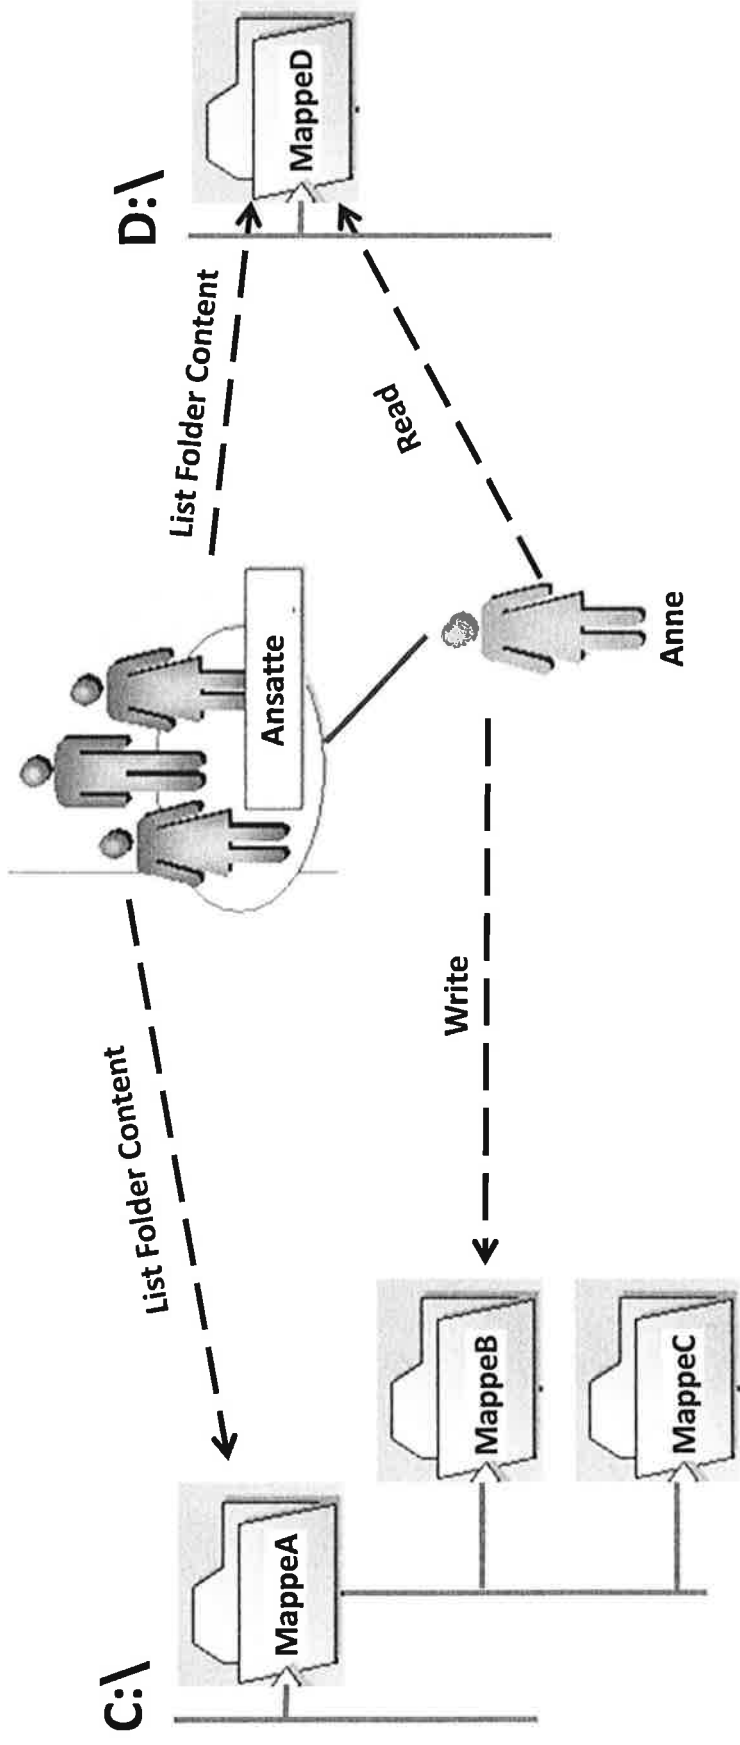 C:\
D:\
MappeA
List Folder Content
Ansatte
List Folder Content
MappeD
MappeB
Write
Read
MappeC
Anne